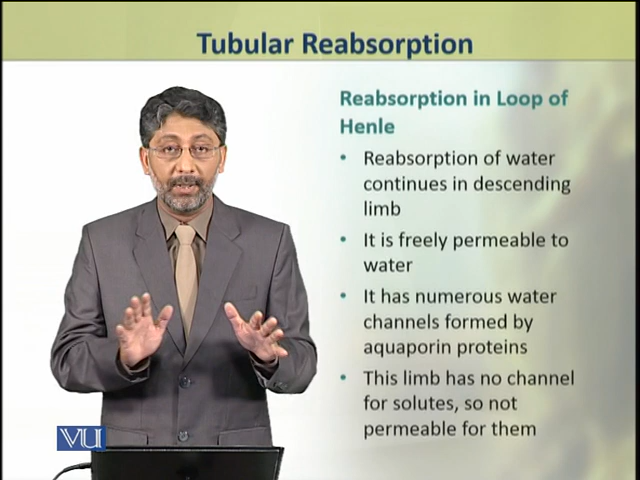 Tubular Reabsorption
Reabsorption in Loop of
Henle
• Reabsorption of water
continues in descending
limb
• It is freely permeable to
water
• It has numerous water
channels formed by
aquaporin proteins
• This limb has no channel
for solutes, so not
permeable for them
VU